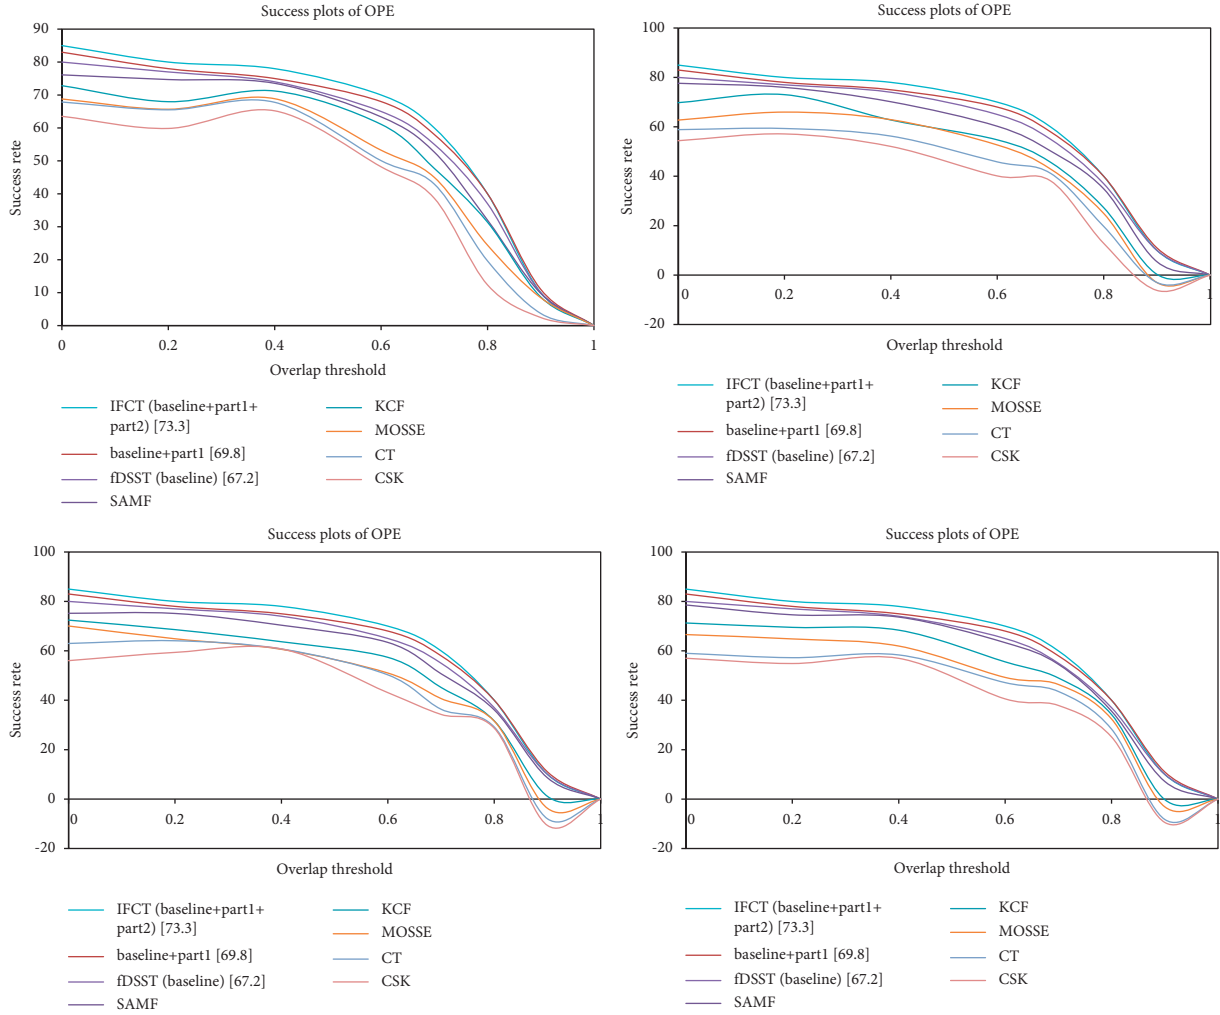 Success plots of OPE
90
80
70
60
50
40
30
20
10
0
Success rete
0 0.2 0.4 0.6 0.8 1
Overlap threshold
IFCT (baseline+part1+
part2) [73.3]
baseline+part1 [69.8]
fDSST (baseline) [67.2]
SAMF
KCF
MOSSE
CT
CSK
Success plots of OPE
100
80
60
40
20
0
-20
Success rete
0 0.2 0.4 0.6 0.8 1
Overlap threshold
IFCT (baseline+part1+
part2) [73.3]
baseline+part1 [69.8]
fDSST (baseline) [67.2]
SAMF
KCF
MOSSE
CT
CSK
Success plots of OPE
100
80
60
40
20
0
-20
Success rete
0 0.2 0.4 0.6 0.8 1
Overlap threshold
IFCT (baseline+part1+
part2) [73.3]
baseline+part1 [69.8]
fDSST (baseline) [67.2]
SAMF
KCF
MOSSE
CT
CSK
Success plots of OPE
100
80
60
40
20
0
-20
Success rete
0 0.2 0.4 0.6 0.8 1
Overlap threshold
IFCT (baseline+part1+
part2) [73.3]
baseline+part1 [69.8]
fDSST (baseline) [67.2]
SAMF
KCF
MOSSE
CT
CSK